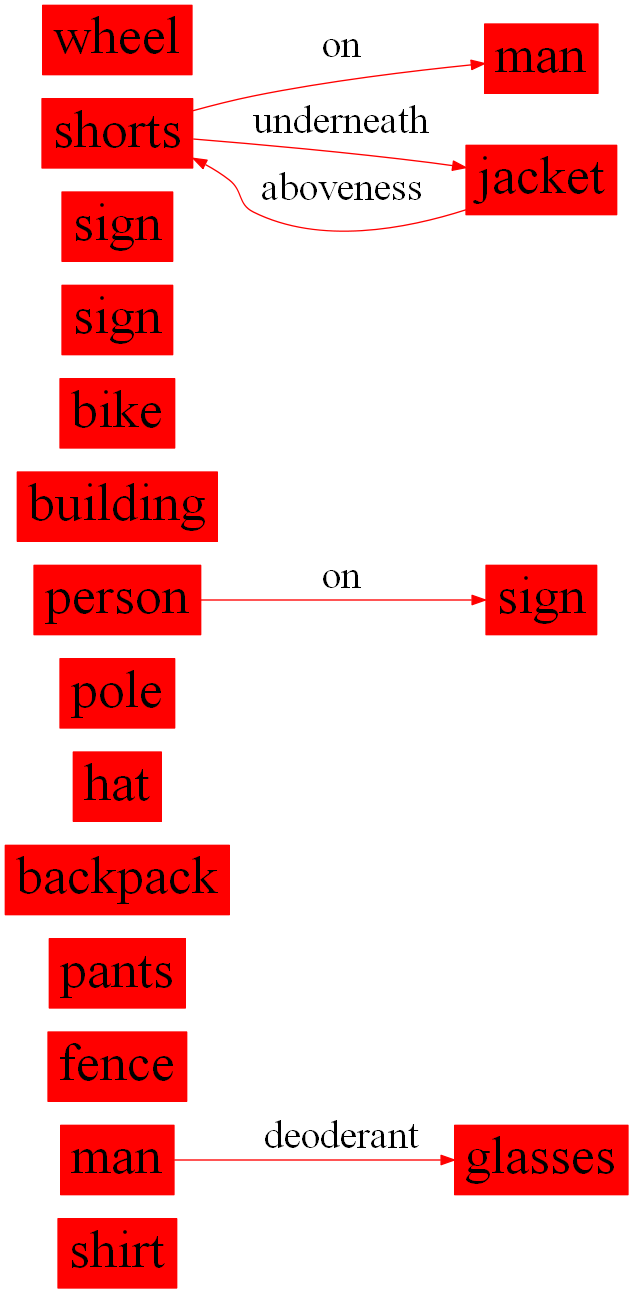 wheel
on
man
shorts
underneath
jacket
aboveness
sign
sign
bike
building
person
on
sign
pole
hat
backpack
pants
fence
man
deoderant
glasses
shirt